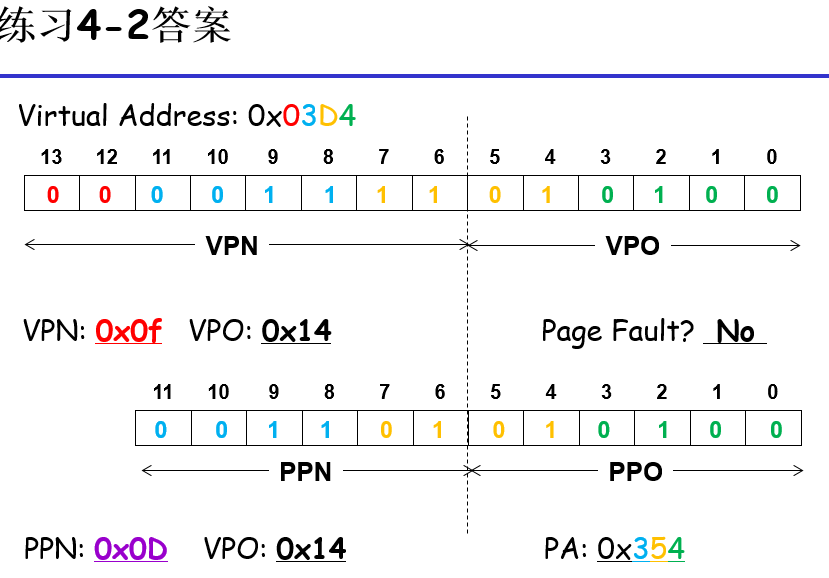 练习4-2答案
Virtual Address: 0x03D4
13 12 11 10 9 8 7 6 5 4 3 2 1 0
0 0 0 0 1 1 1 1 0 1 0 1 0 0
VPN VPO
VPN: 0x0f VPO: 0x14 Page Fault? No
11 10 9 8 7 6 5 4 3 2 1 0
0 0 1 1 0 1 0 1 0 1 0 0
PPN PPO
PPN: 0x0D VPO: 0x14 PA: 0x354